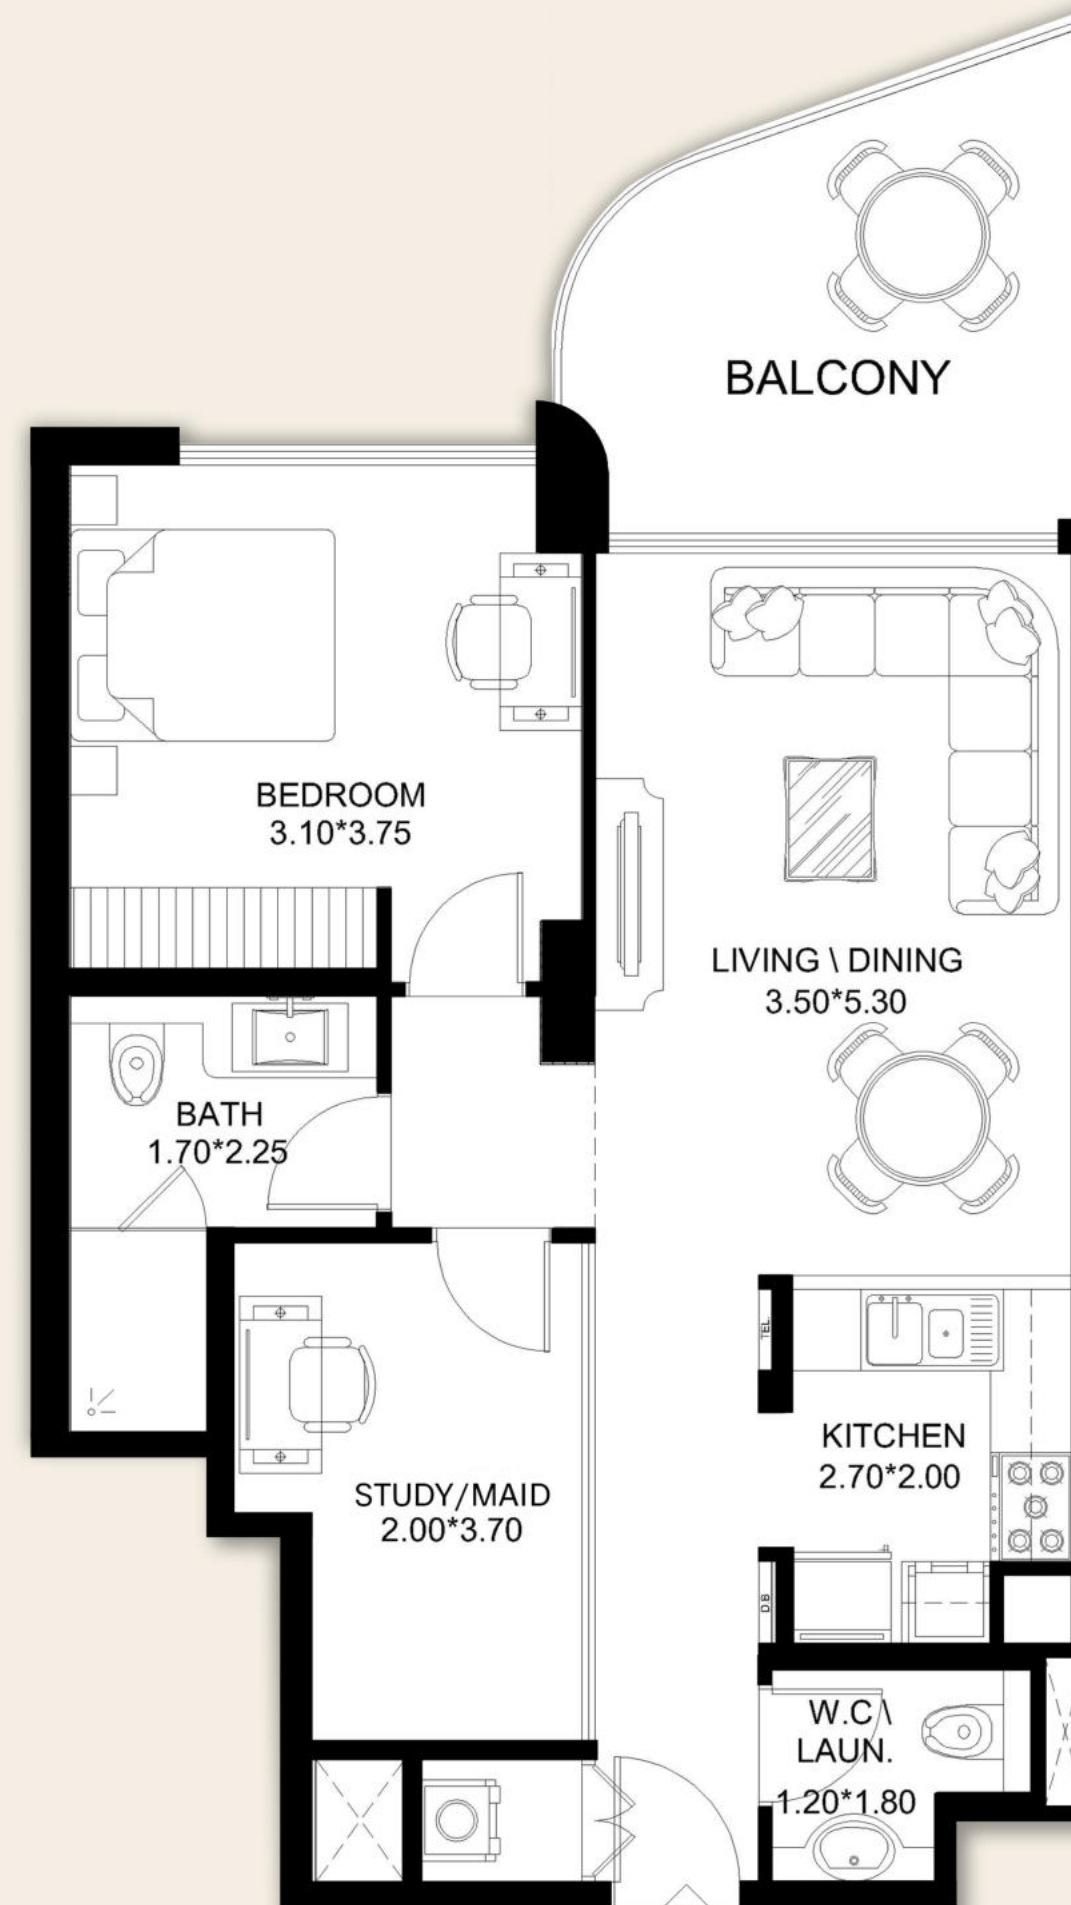 BALCONY
BEDROOM
3.10*3.75
LIVING \ DINING
3.50*5.30
BATH
1.70*2.25
TEL.
KITCHEN
2.70*2.00
STUDY/MAID
2.00*3.70
D.B
W.C \
LAUN.
1.20*1.80